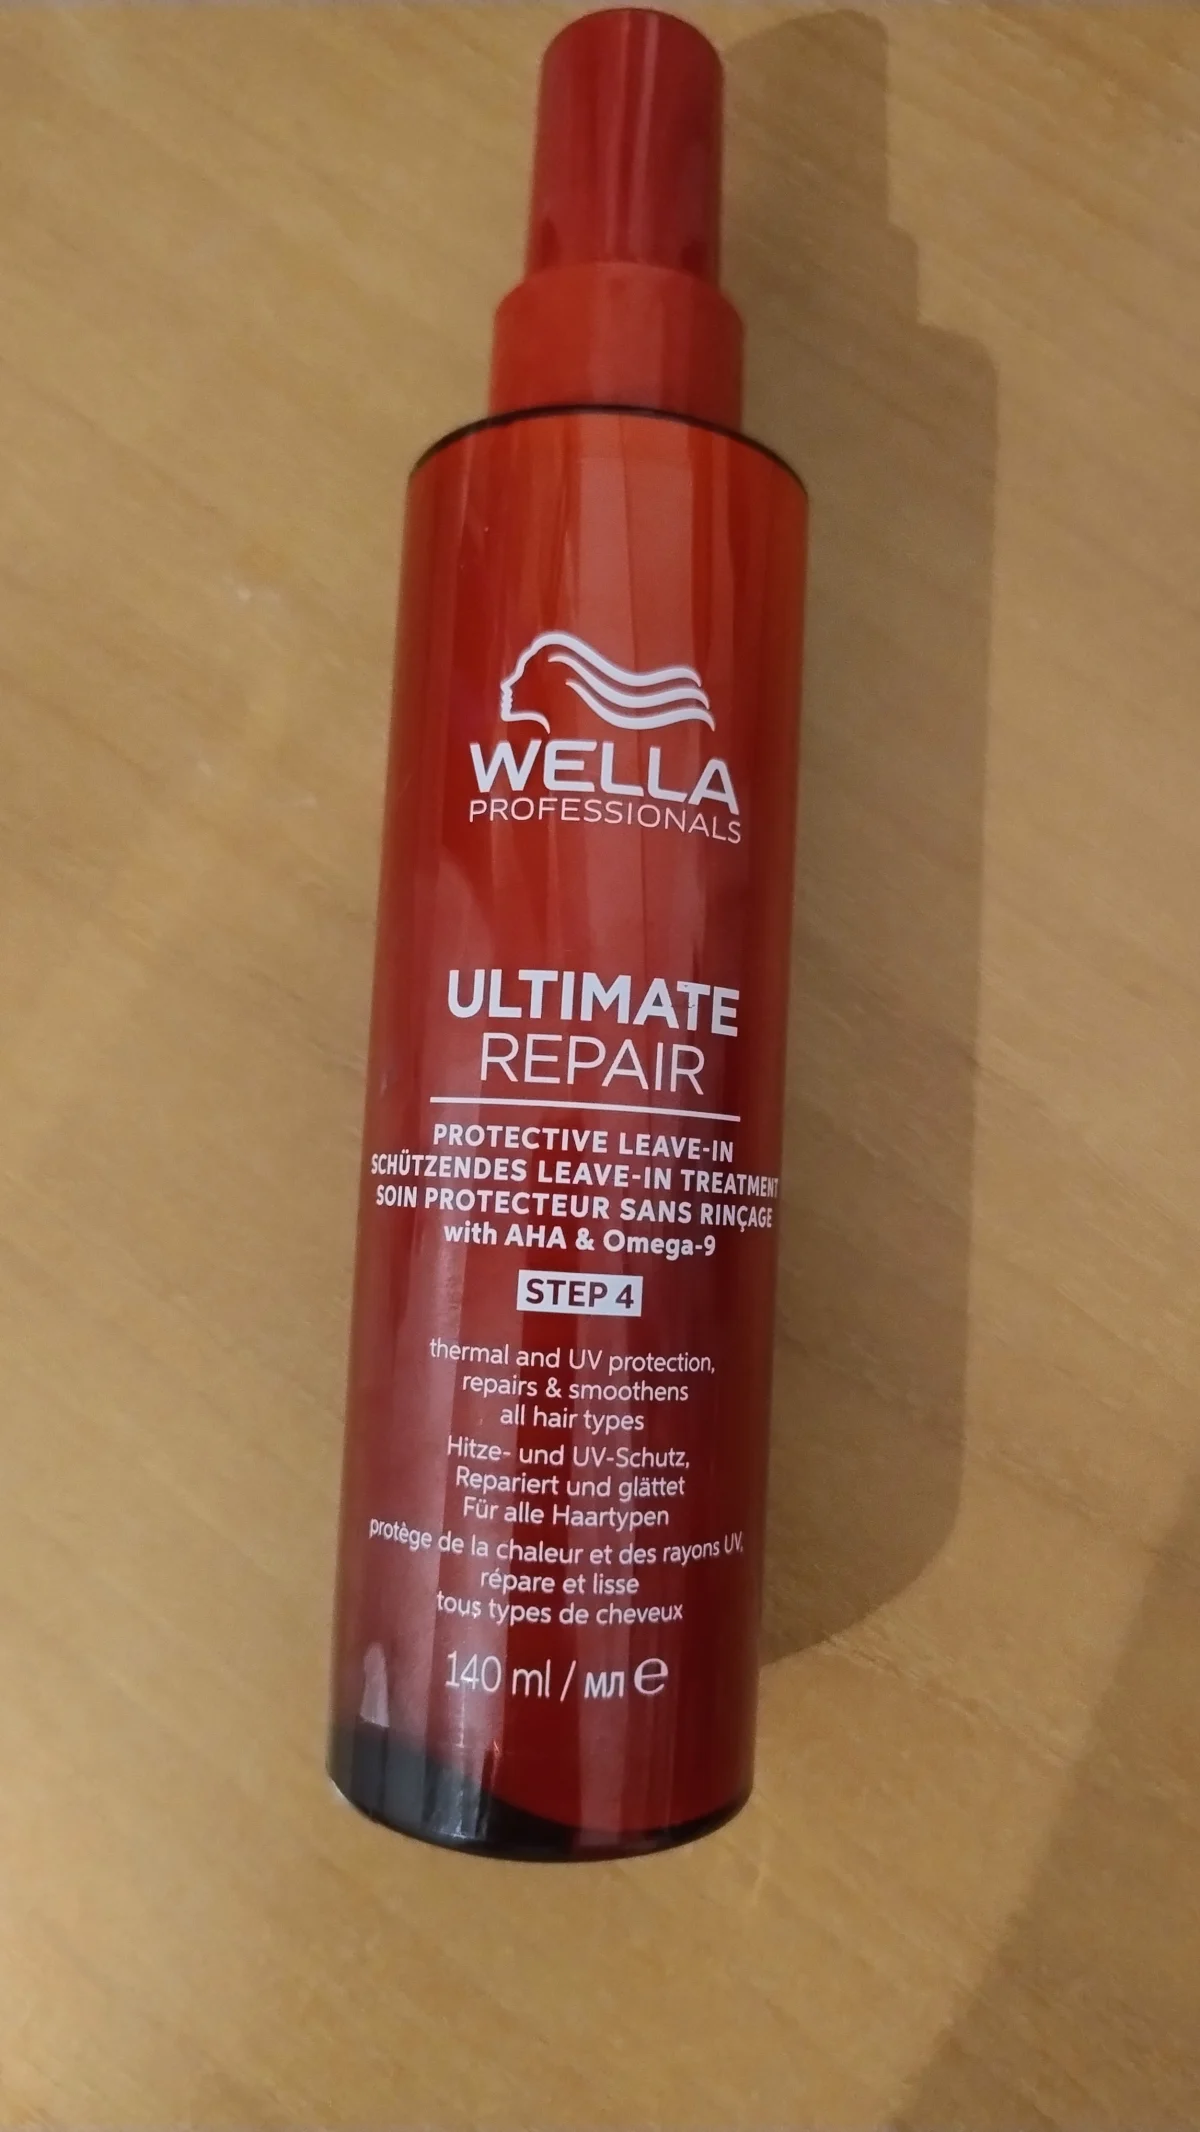 WELLA
PROFESSIONALS
ULTIMATE
REPAIR
PROTECTIVE LEAVE-IN
SCHÜTZENDES LEAVE-IN TREATMENT
SOIN PROTECTEUR SANS RINÇAGE
with AHA & Omega-9
STEP 4
thermal and UV protection,
repairs & smoothens
all hair types
Hitze- und UV-Schutz,
Repariert und glättet
Für alle Haartypen
protège de la chaleur et des rayons UV,
répare et lisse
tous types de cheveux
140 ml / мл ℮